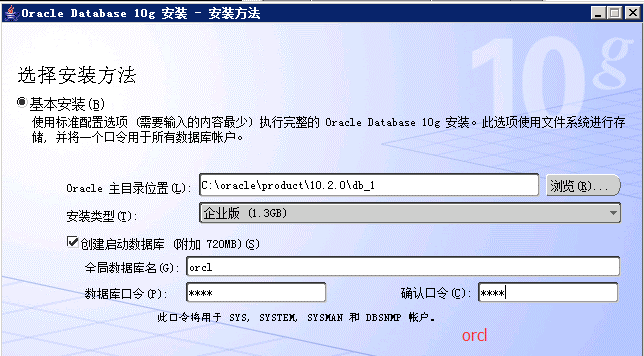 Oracle Database 10g 安装 - 安装方法
10g
选择安装方法
基本安装(B)
使用标准配置选项 (需要输入的内容最少) 执行完整的 Oracle Database 10g 安装。此选项使用文件系统进行存
储, 并将一个口令用于所有数据库帐户。
Oracle 主目录位置(L): C:\oracle\product\10.2.0\db_1 浏览(R)...
安装类型(T): 企业版 (1.3GB)
创建启动数据库 (附加 720MB)(S)
全局数据库名(G): orcl
数据库口令(P): **** 确认口令(C): ****
此口令将用于 SYS, SYSTEM, SYSMAN 和 DBSNMP 帐户。
orcl